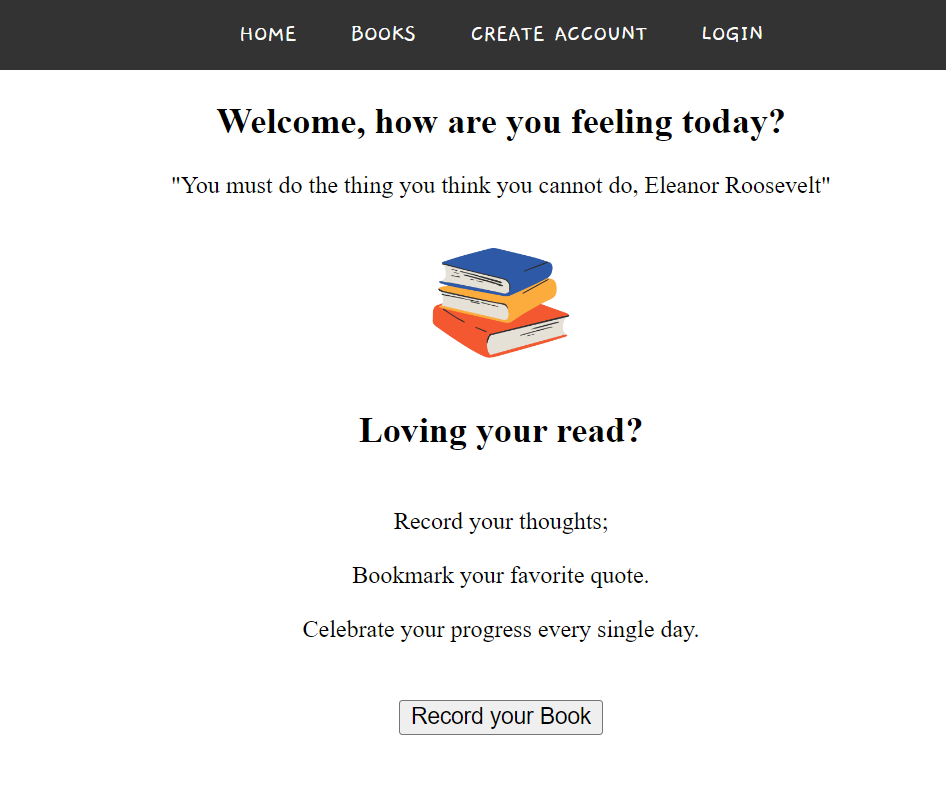 HOME BOOKS CREATE ACCOUNT LOGIN
Welcome, how are you feeling today?
"You must do the thing you think you cannot do, Eleanor Roosevelt"
Loving your read?
Record your thoughts;
Bookmark your favorite quote.
Celebrate your progress every single day.
Record your Book